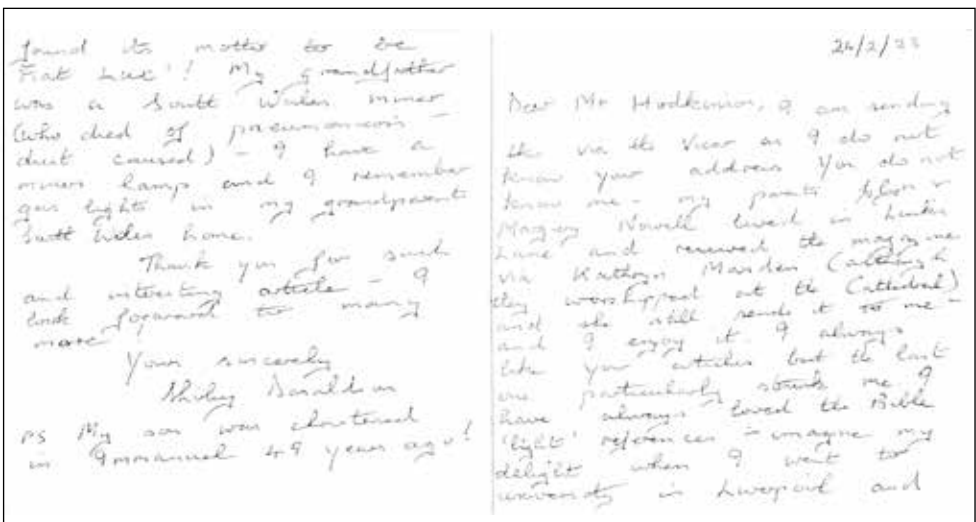 24/2/23
Dear Mr Hodkinson, I am sending
this via the Vicar as I do not
know your address You do not
know me - my parents &
Margery Nowell lived in
Lane and received the magazine
via Kathryn Marsden (although
they worshipped at the Cathedral)
and she still sends it to me -
and I enjoy it. I always
like your articles but the last
one particularly struck me I
have always loved the Bible
'light' references - imagine my
delight when I went to
university in Liverpool and
found its motto to be
Fiat Lux'! My grandfather
was a South Wales miner
(who died of pneumonicosis -
dust caused) - I have a
miners lamp and I remember
gas lights in my grandparents
South Wales home.
Thank you for such
and interesting article - I
look forward to many
more!
Yours sincerely
Shirley Donaldson
PS My son was christened
in Immanuel 49 years ago!